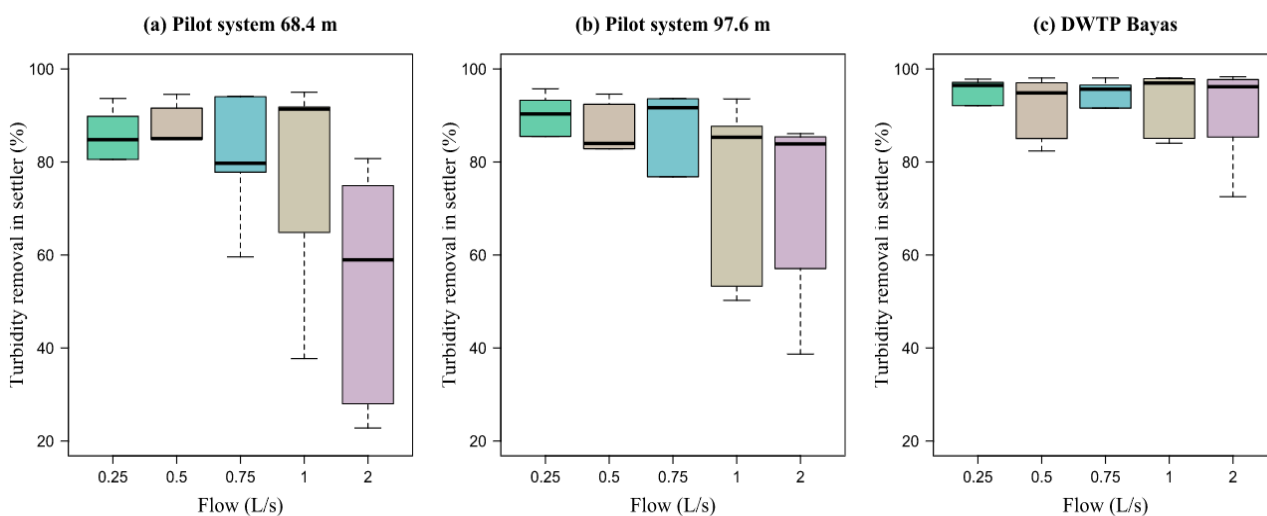 (a) Pilot system 68.4 m
Turbidity removal in settler (%)
100
80
60
40
20
0.25 0.5 0.75 1 2
Flow (L/s)
(b) Pilot system 97.6 m
Turbidity removal in settler (%)
100
80
60
40
20
0.25 0.5 0.75 1 2
Flow (L/s)
(c) DWTP Bayas
Turbidity removal in settler (%)
100
80
60
40
20
0.25 0.5 0.75 1 2
Flow (L/s)